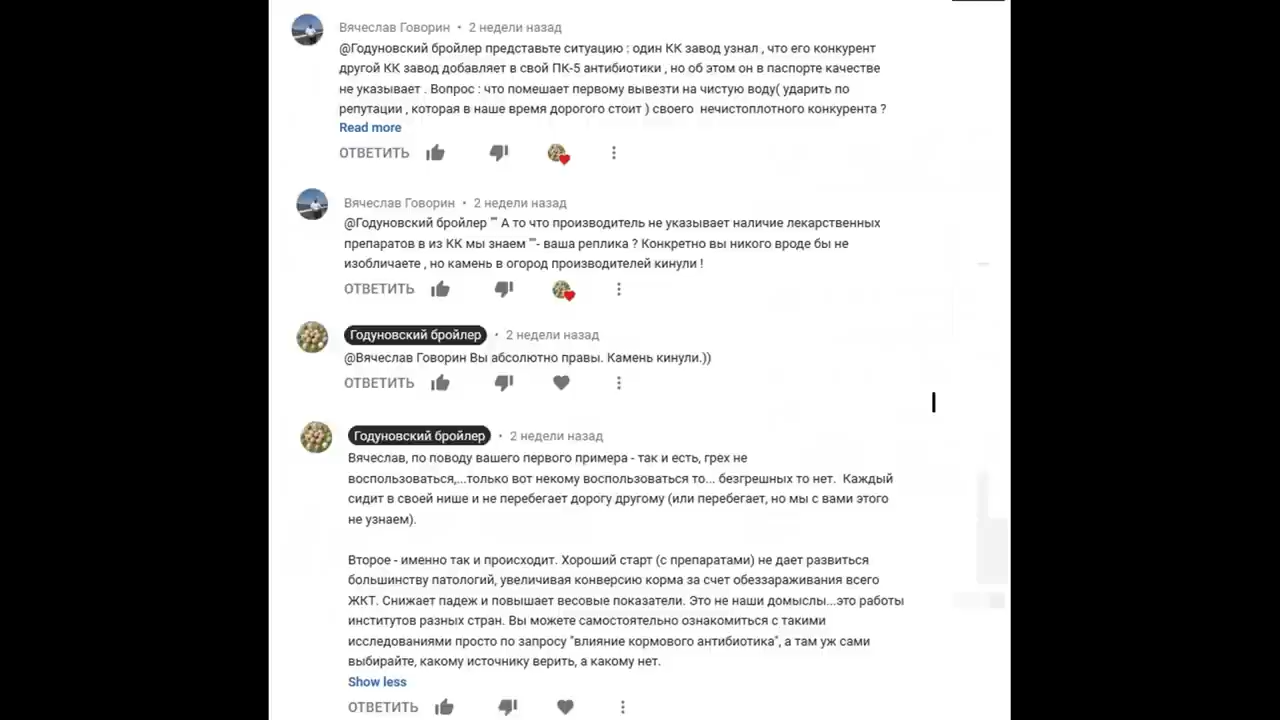 Вячеслав Говорин • 2 недели назад
@Годуновский бройлер представьте ситуацию : один КК завод узнал , что его конкурент
другой КК завод добавляет в свой ПК-5 антибиотики , но об этом он в паспорте качестве
не указывает . Вопрос : что помешает первому вывезти на чистую воду( ударить по
репутации , которая в наше время дорогого стоит ) своего нечистоплотного конкурента ?
Read more
ОТВЕТИТЬ
Вячеслав Говорин • 2 недели назад
@Годуновский бройлер "" А то что производитель не указывает наличие лекарственных
препаратов в из КК мы знаем ""- ваша реплика ? Конкретно вы никого вроде бы не
изобличаете , но камень в огород производителей кинули !
ОТВЕТИТЬ
Годуновский бройлер • 2 недели назад
@Вячеслав Говорин Вы абсолютно правы. Камень кинули.))
ОТВЕТИТЬ
Годуновский бройлер • 2 недели назад
Вячеслав, по поводу вашего первого примера - так и есть, грех не
воспользоваться,...только вот некому воспользоваться то... безгрешных то нет. Каждый
сидит в своей нише и не перебегает дорогу другому (или перебегает, но мы с вами этого
не узнаем).
Второе - именно так и происходит. Хороший старт (с препаратами) не дает развиться
большинству патологий, увеличивая конверсию корма за счет обеззараживания всего
ЖКТ. Снижает падеж и повышает весовые показатели. Это не наши домыслы...это работы
институтов разных стран. Вы можете самостоятельно ознакомиться с такими
исследованиями просто по запросу "влияние кормового антибиотика", а там уж сами
выбирайте, какому источнику верить, а какому нет.
Show less
ОТВЕТИТЬ